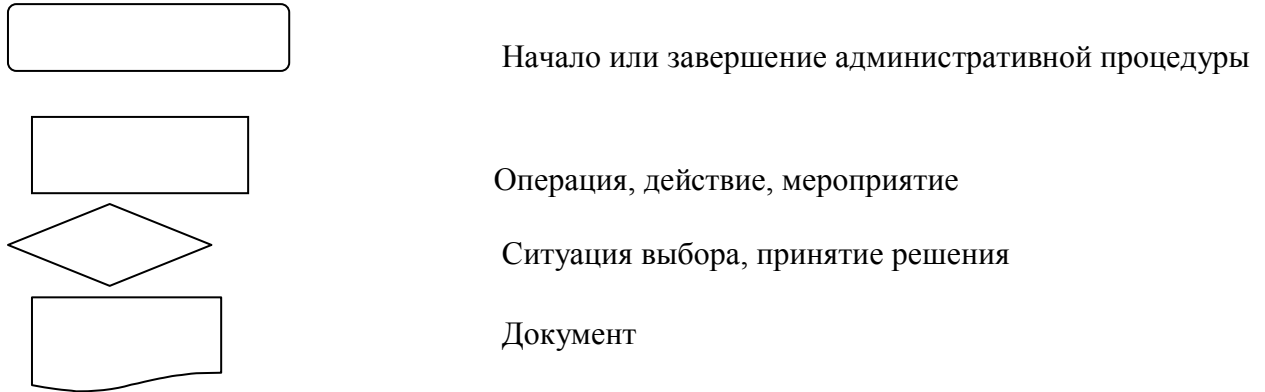 Начало или завершение административной процедуры
Операция, действие, мероприятие
Ситуация выбора, принятие решения
Документ